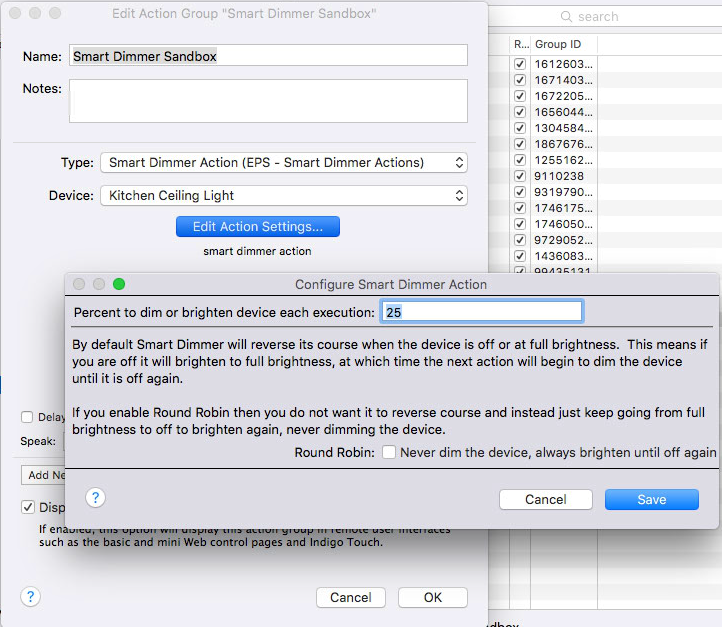 Edit Action Group "Smart Dimmer Sandbox"
search
Name:
Smart Dimmer Sandbox
Notes:
Type:
Smart Dimmer Action (EPS - Smart Dimmer Actions)
Device:
Kitchen Ceiling Light
Edit Action Settings...
smart dimmer action
R... Group ID
1612603...
1671403...
1672205...
1656044...
1304584...
1867676...
1255162...
9110238
9319790...
1746175...
1746050...
9729052...
1436083...
99435131
Configure Smart Dimmer Action
Percent to dim or brighten device each execution:
25
By default Smart Dimmer will reverse its course when the device is off or at full brightness. This means if
you are off it will brighten to full brightness, at which time the next action will begin to dim the device
until it is off again.
If you enable Round Robin then you do not want it to reverse course and instead just keep going from full
brightness to off to brighten again, never dimming the device.
Round Robin:
Never dim the device, always brighten until off again
?
Cancel
Save
Delay
Speak:
Add Ne
Disp
If enabled, this option will display this action group in remote user interfaces
such as the basic and mini Web control pages and Indigo Touch.
?
Cancel
OK
dbox